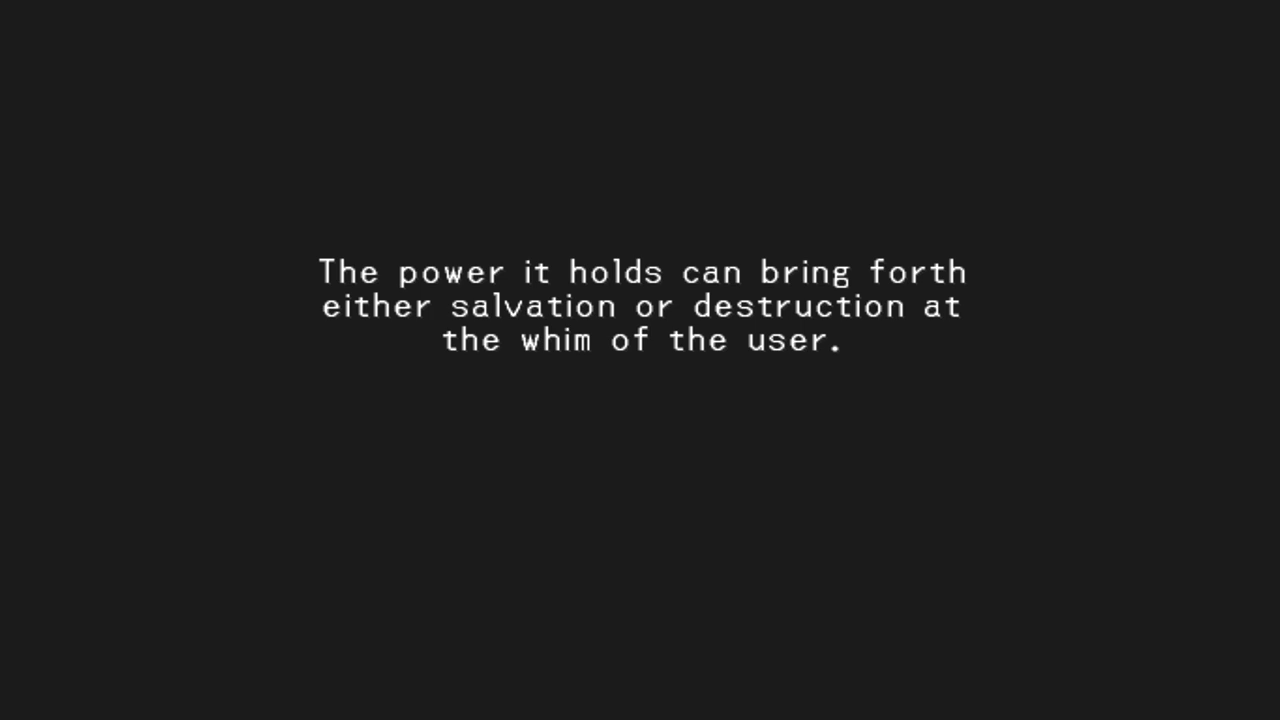 The power it holds can bring forth
either salvation or destruction at
the whim of the user.